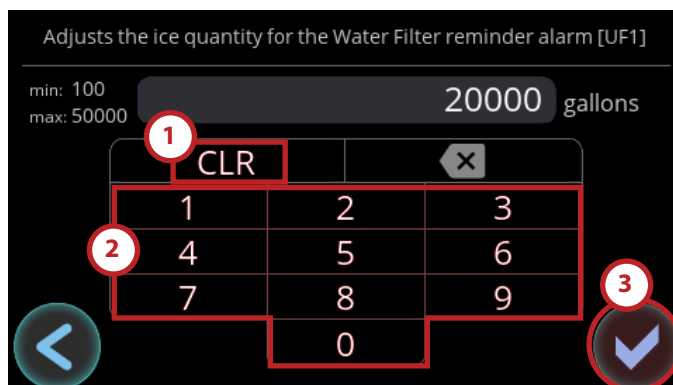 Adjusts the ice quantity for the Water Filter reminder alarm [UF1]
min: 100
max: 50000
20000 gallons
1
CLR
1 2 3
2
4 5 6
3
7 8 9
0